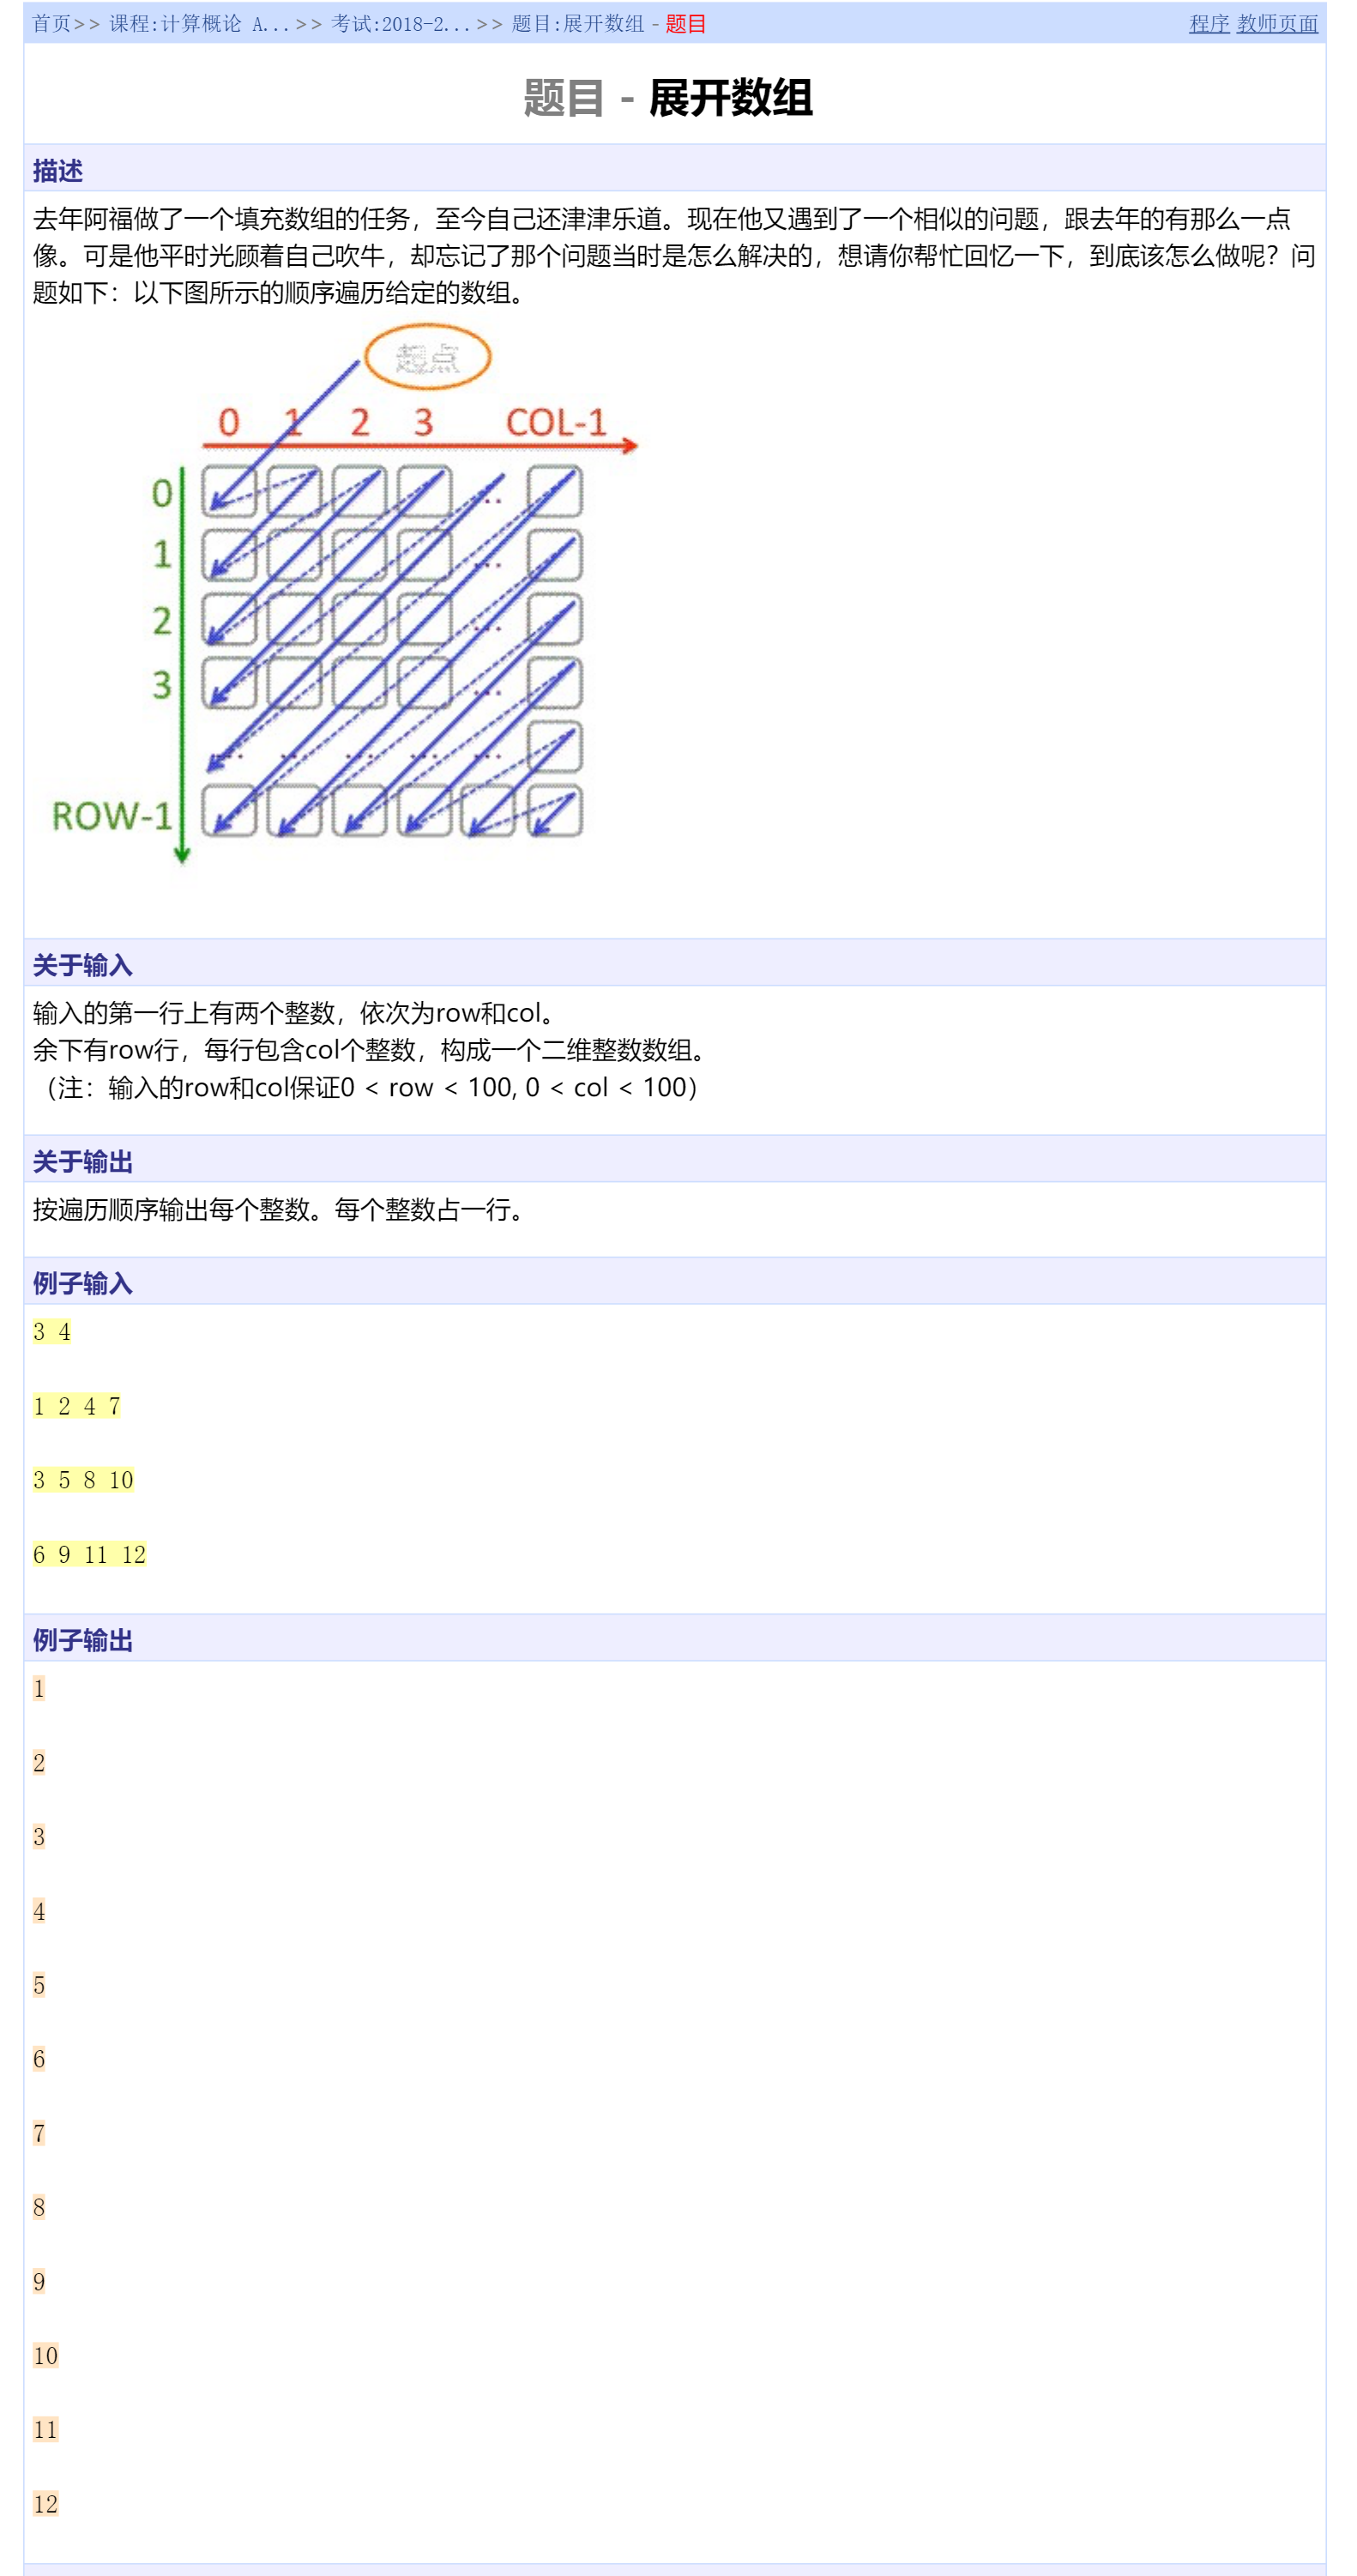 首页>> 课程:计算概论 A...>> 考试:2018-2...>> 题目:展开数组 - 题目 程序 教师页面
题目 - 展开数组
描述
去年阿福做了一个填充数组的任务，至今自己还津津乐道。现在他又遇到了一个相似的问题，跟去年的有那么一点
像。可是他平时光顾着自己吹牛，却忘记了那个问题当时是怎么解决的，想请你帮忙回忆一下，到底该怎么做呢？问
题如下：以下图所示的顺序遍历给定的数组。
起点
0 1 2 3 COL-1
0 ...
1 ...
2 ...
3 ...
... ... ... ... ...
ROW-1
关于输入
输入的第一行上有两个整数，依次为row和col。
余下有row行，每行包含col个整数，构成一个二维整数数组。
（注：输入的row和col保证0 < row < 100, 0 < col < 100）
关于输出
按遍历顺序输出每个整数。每个整数占一行。
例子输入
3 4
1 2 4 7
3 5 8 10
6 9 11 12
例子输出
1
2
3
4
5
6
7
8
9
10
11
12